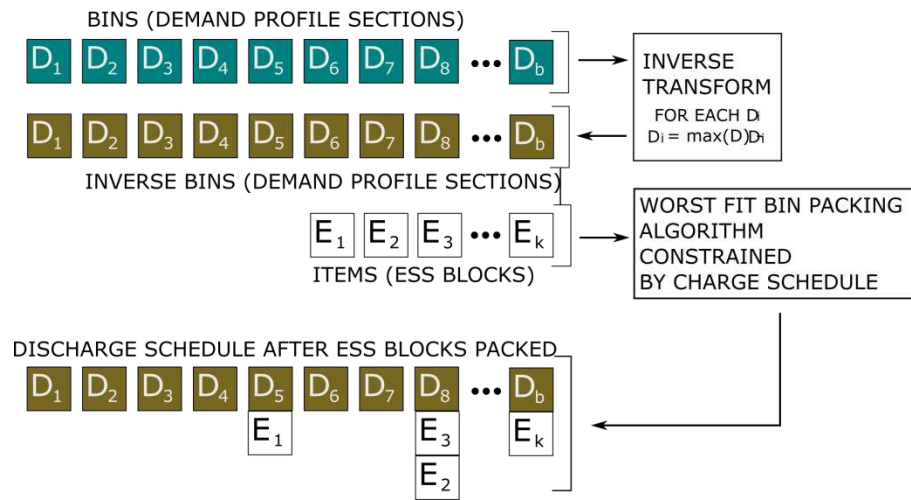 BINS (DEMAND PROFILE SECTIONS)
D1 D2 D3 D4 D5 D6 D7 D8 ••• Db
INVERSE
TRANSFORM
FOR EACH Di
Di = max(D)Di
D1 D2 D3 D4 D5 D6 D7 D8 ••• Db
INVERSE BINS (DEMAND PROFILE SECTIONS)
E1 E2 E3 ••• Ek
ITEMS (ESS BLOCKS)
WORST FIT BIN PACKING
ALGORITHM
CONSTRAINED
BY CHARGE SCHEDULE
DISCHARGE SCHEDULE AFTER ESS BLOCKS PACKED
D1 D2 D3 D4 D5 D6 D7 D8 ••• Db
E1 E3 Ek
E2